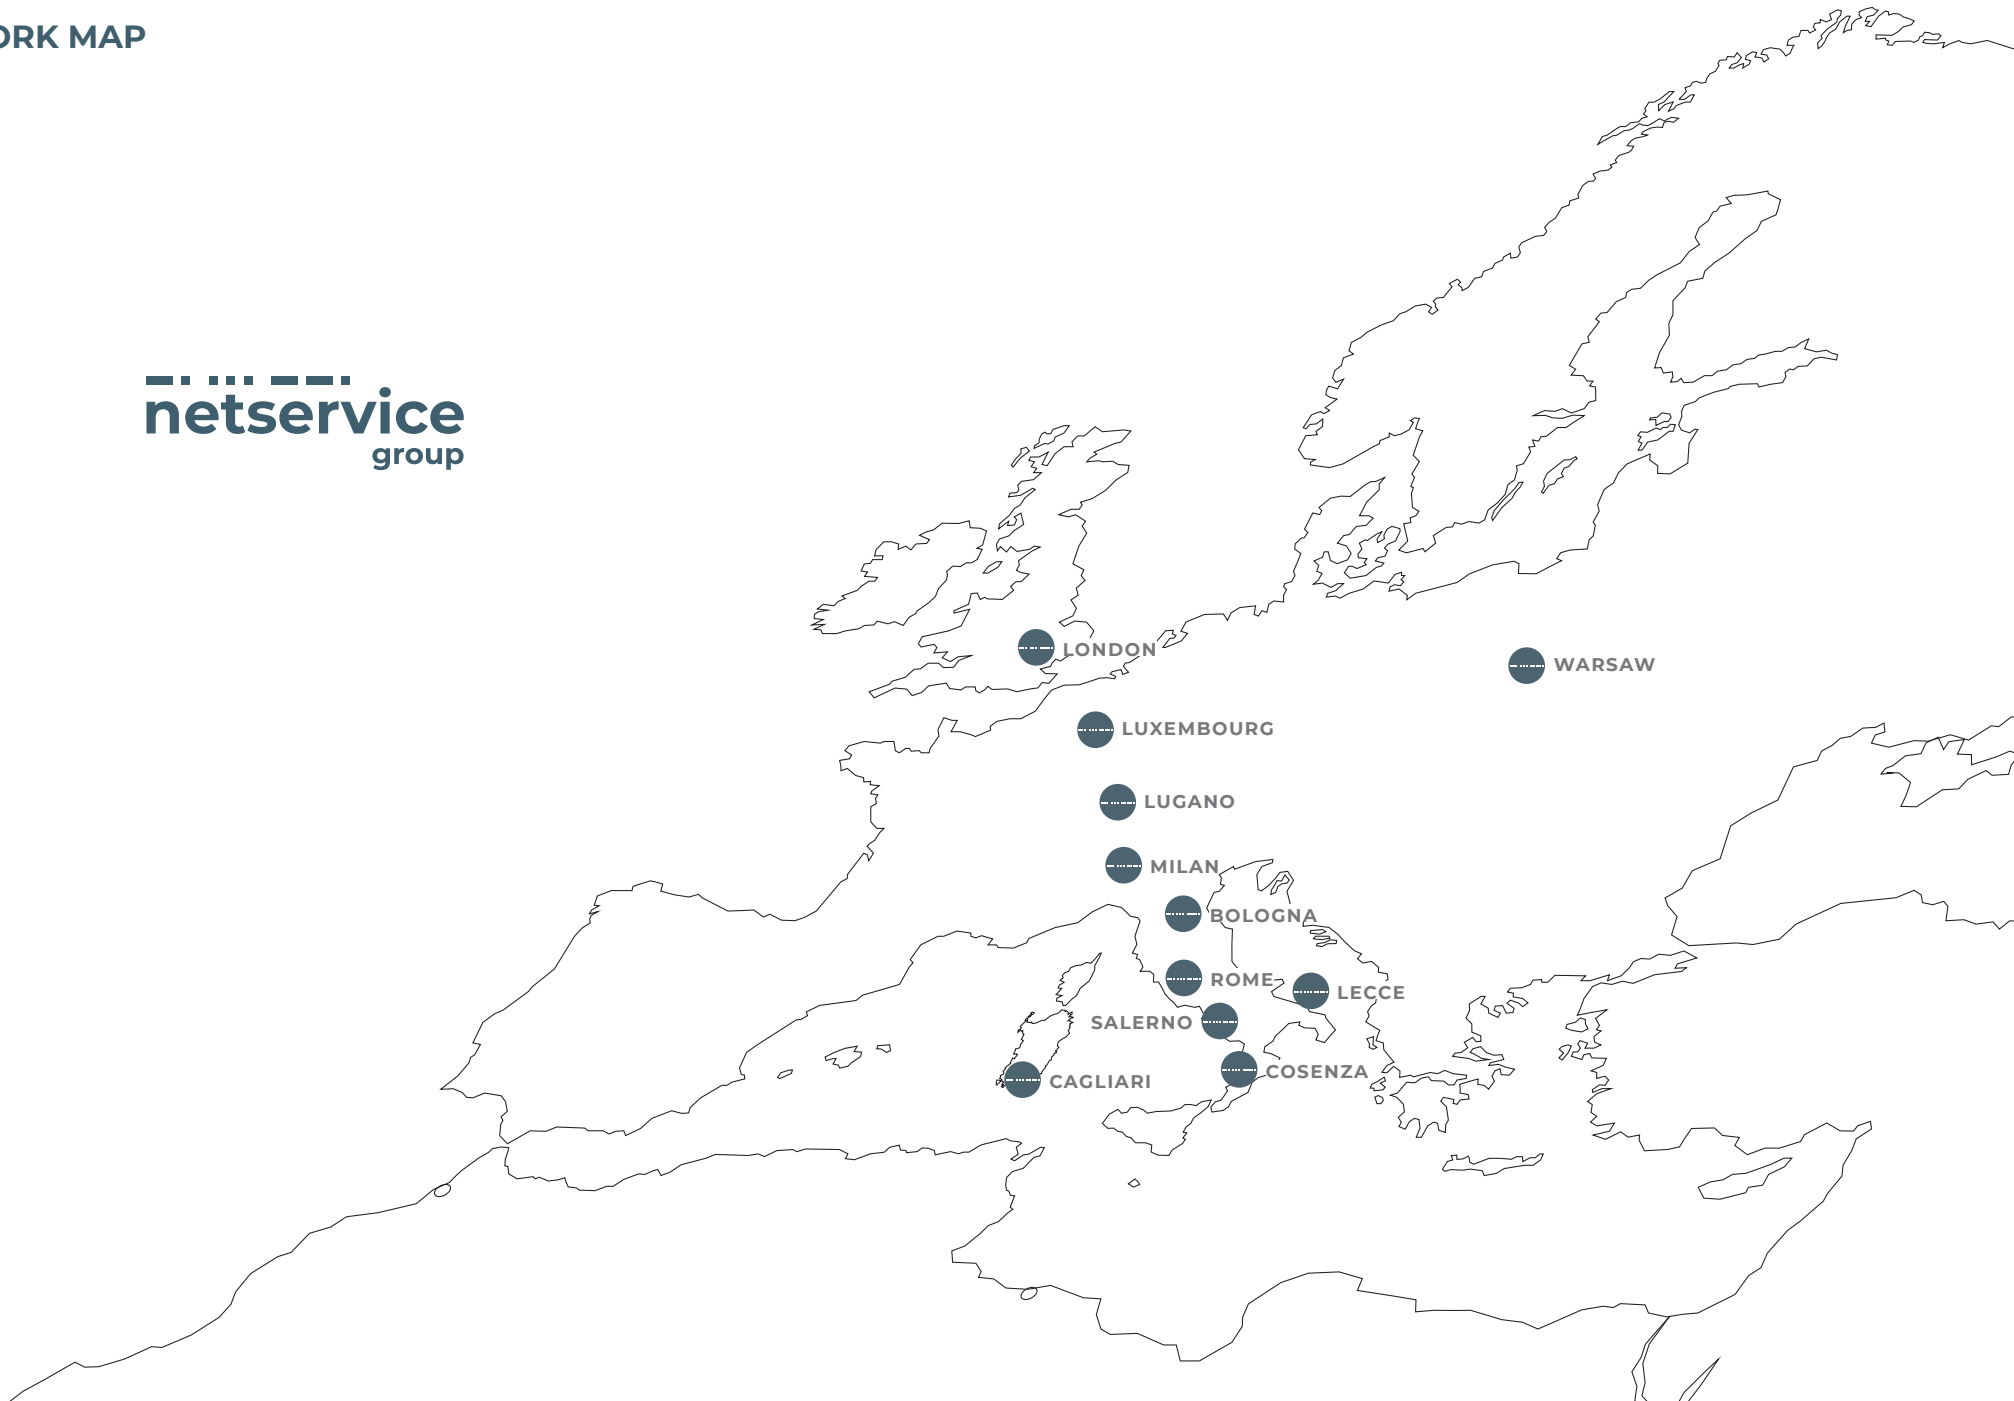 ORK MAP
netservice
group
LONDON
WARSAW
LUXEMBOURG
LUGANO
MILAN
BOLOGNA
ROME
LECCE
SALERNO
COSENZA
CAGLIARI